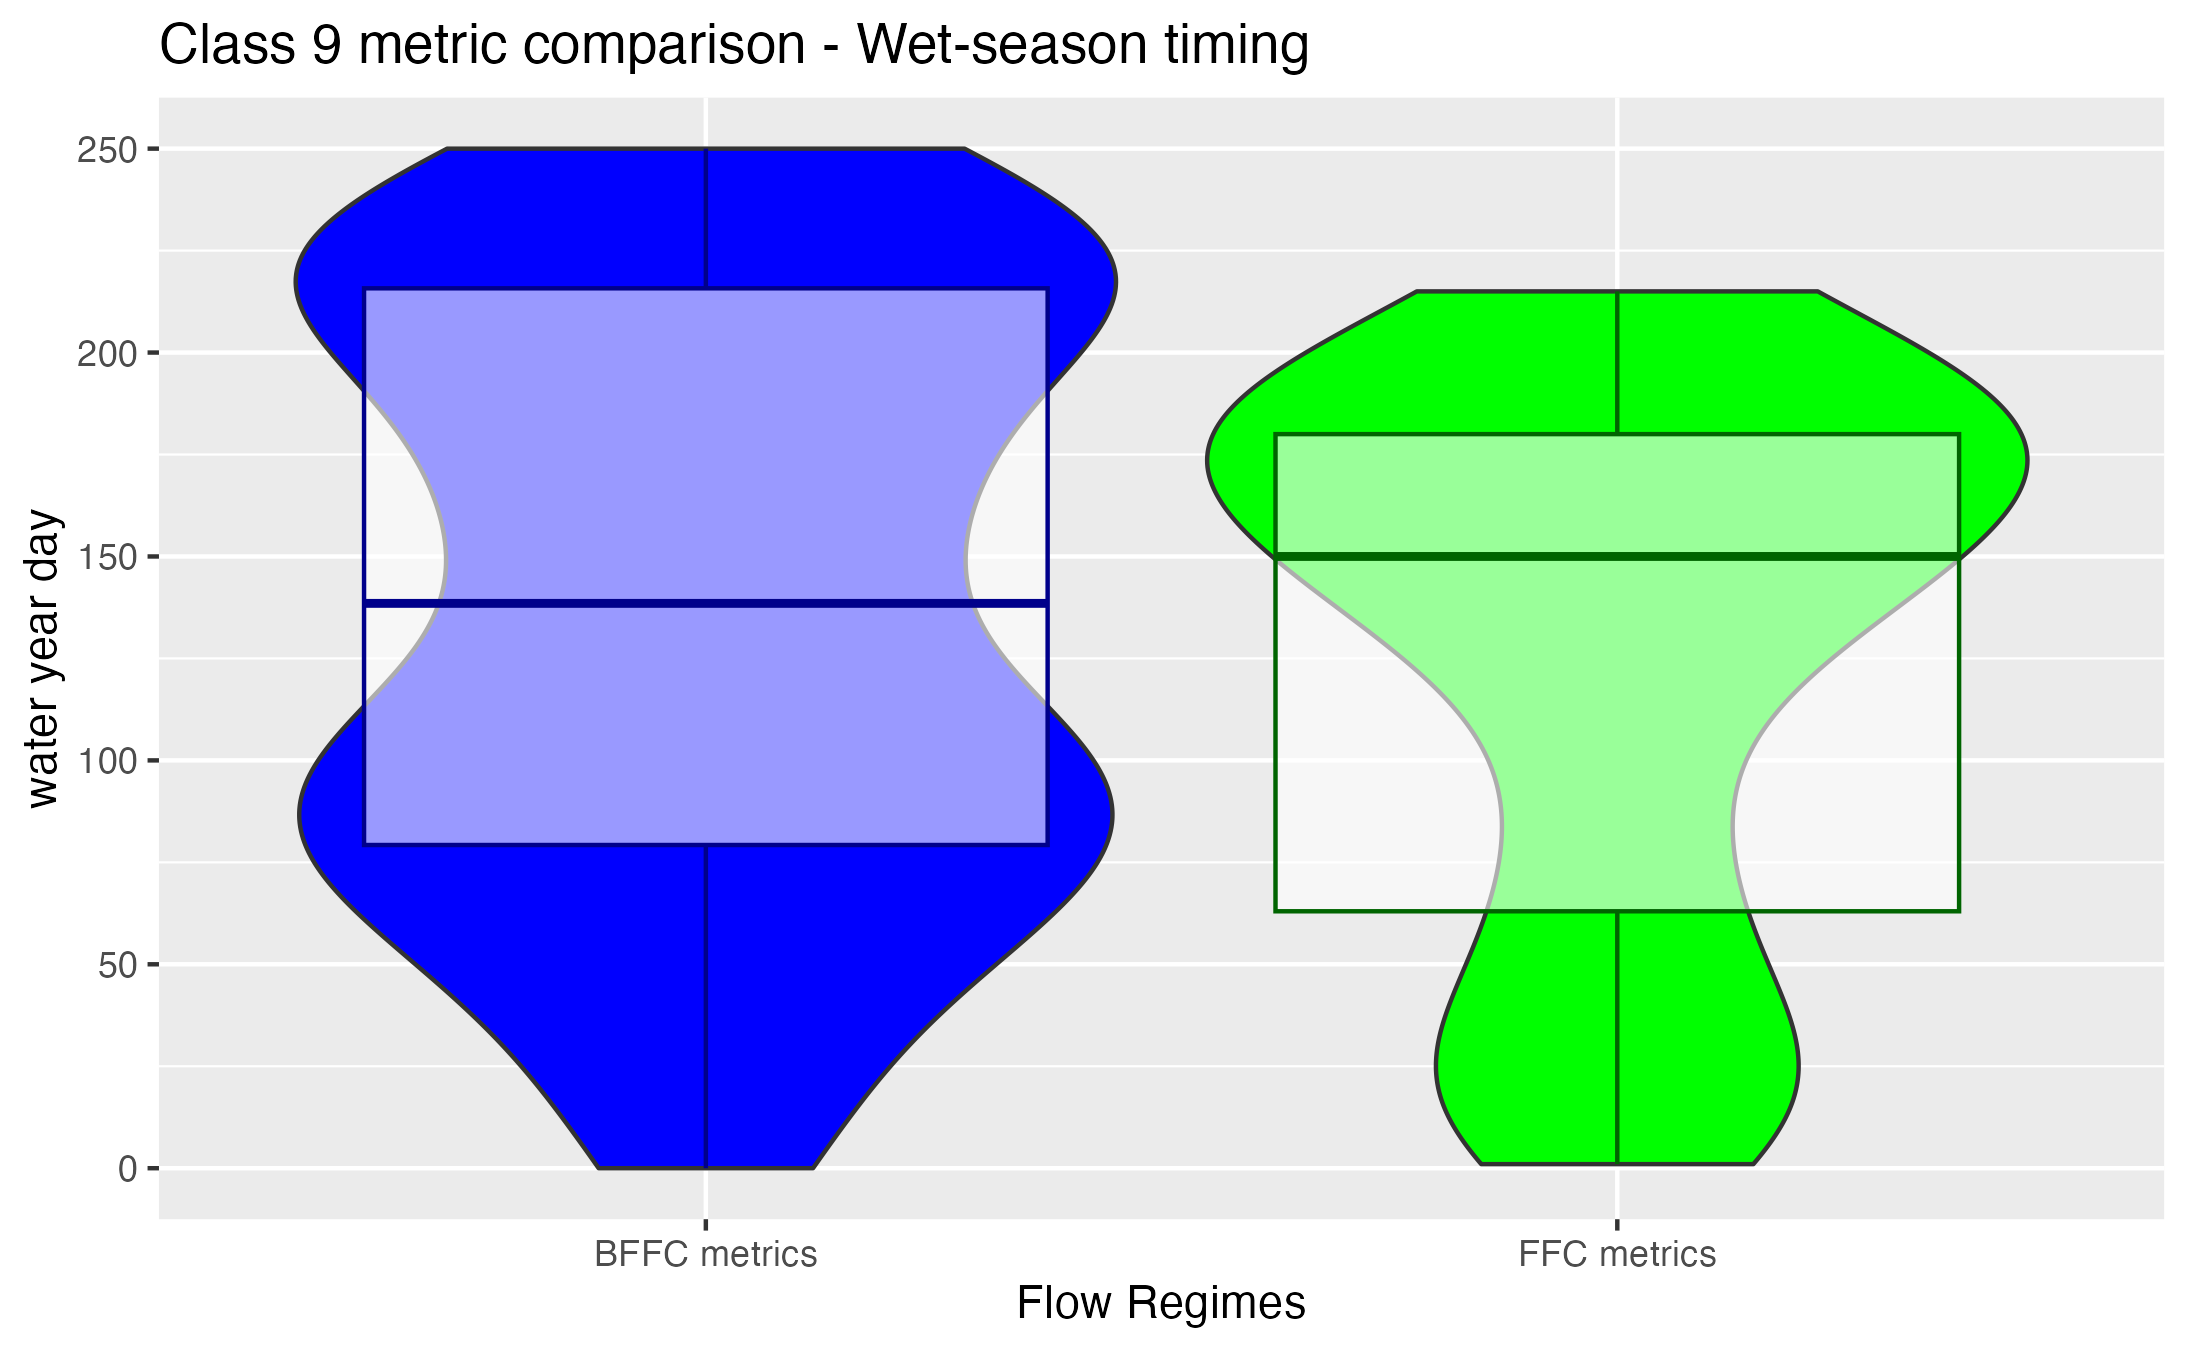 Class 9 metric comparison - Wet-season timing
water year day
250
200
150
100
50
0
BFFC metrics
FFC metrics
Flow Regimes